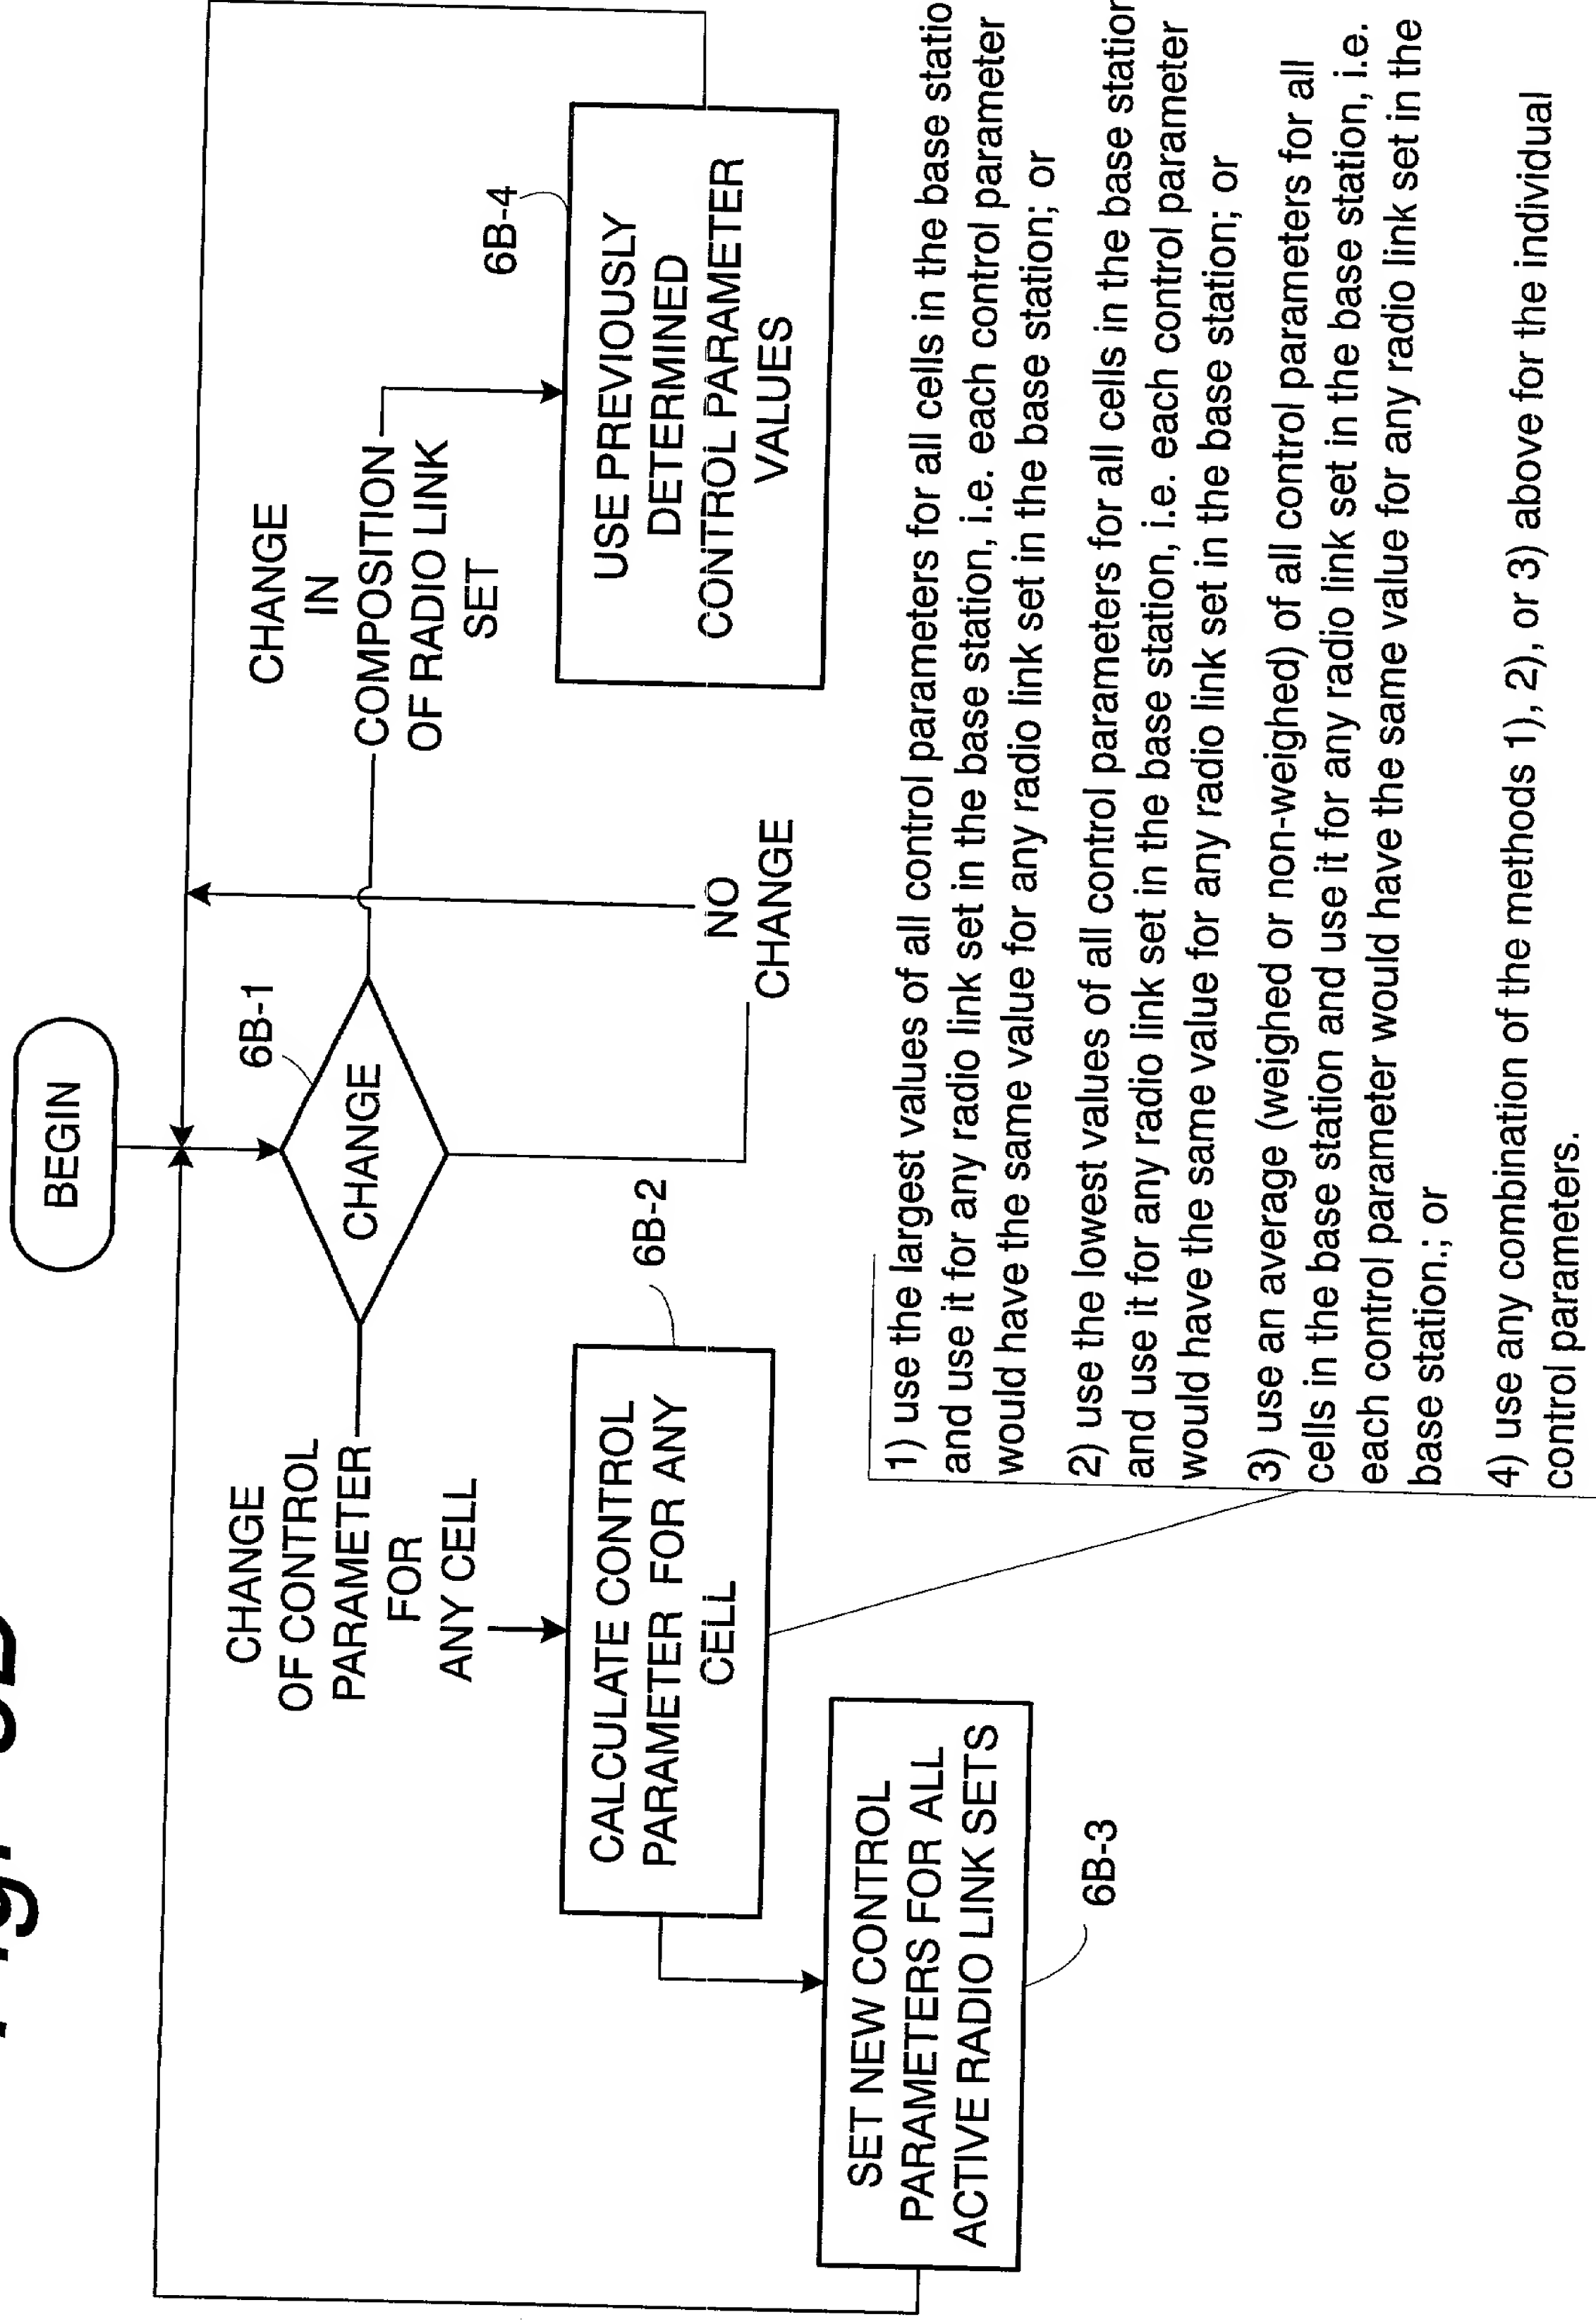 BEGIN
6B-1
CHANGE
CHANGE
OF CONTROL
PARAMETER
FOR
ANY CELL
CHANGE
IN
COMPOSITION
OF RADIO LINK
SET
NO
CHANGE
6B-2
CALCULATE CONTROL
PARAMETER FOR ANY
CELL
6B-4
USE PREVIOUSLY
DETERMINED
CONTROL PARAMETER
VALUES
SET NEW CONTROL
PARAMETERS FOR ALL
ACTIVE RADIO LINK SETS
6B-3
1) use the largest values of all control parameters for all cells in the base statio
and use it for any radio link set in the base station, i.e. each control parameter
would have the same value for any radio link set in the base station; or
2) use the lowest values of all control parameters for all cells in the base station
and use it for any radio link set in the base station, i.e. each control parameter
would have the same value for any radio link set in the base station; or
3) use an average (weighed or non-weighed) of all control parameters for all
cells in the base station and use it for any radio link set in the base station, i.e.
each control parameter would have the same value for any radio link set in the
base station.; or
4) use any combination of the methods 1), 2), or 3) above for the individual
control parameters.